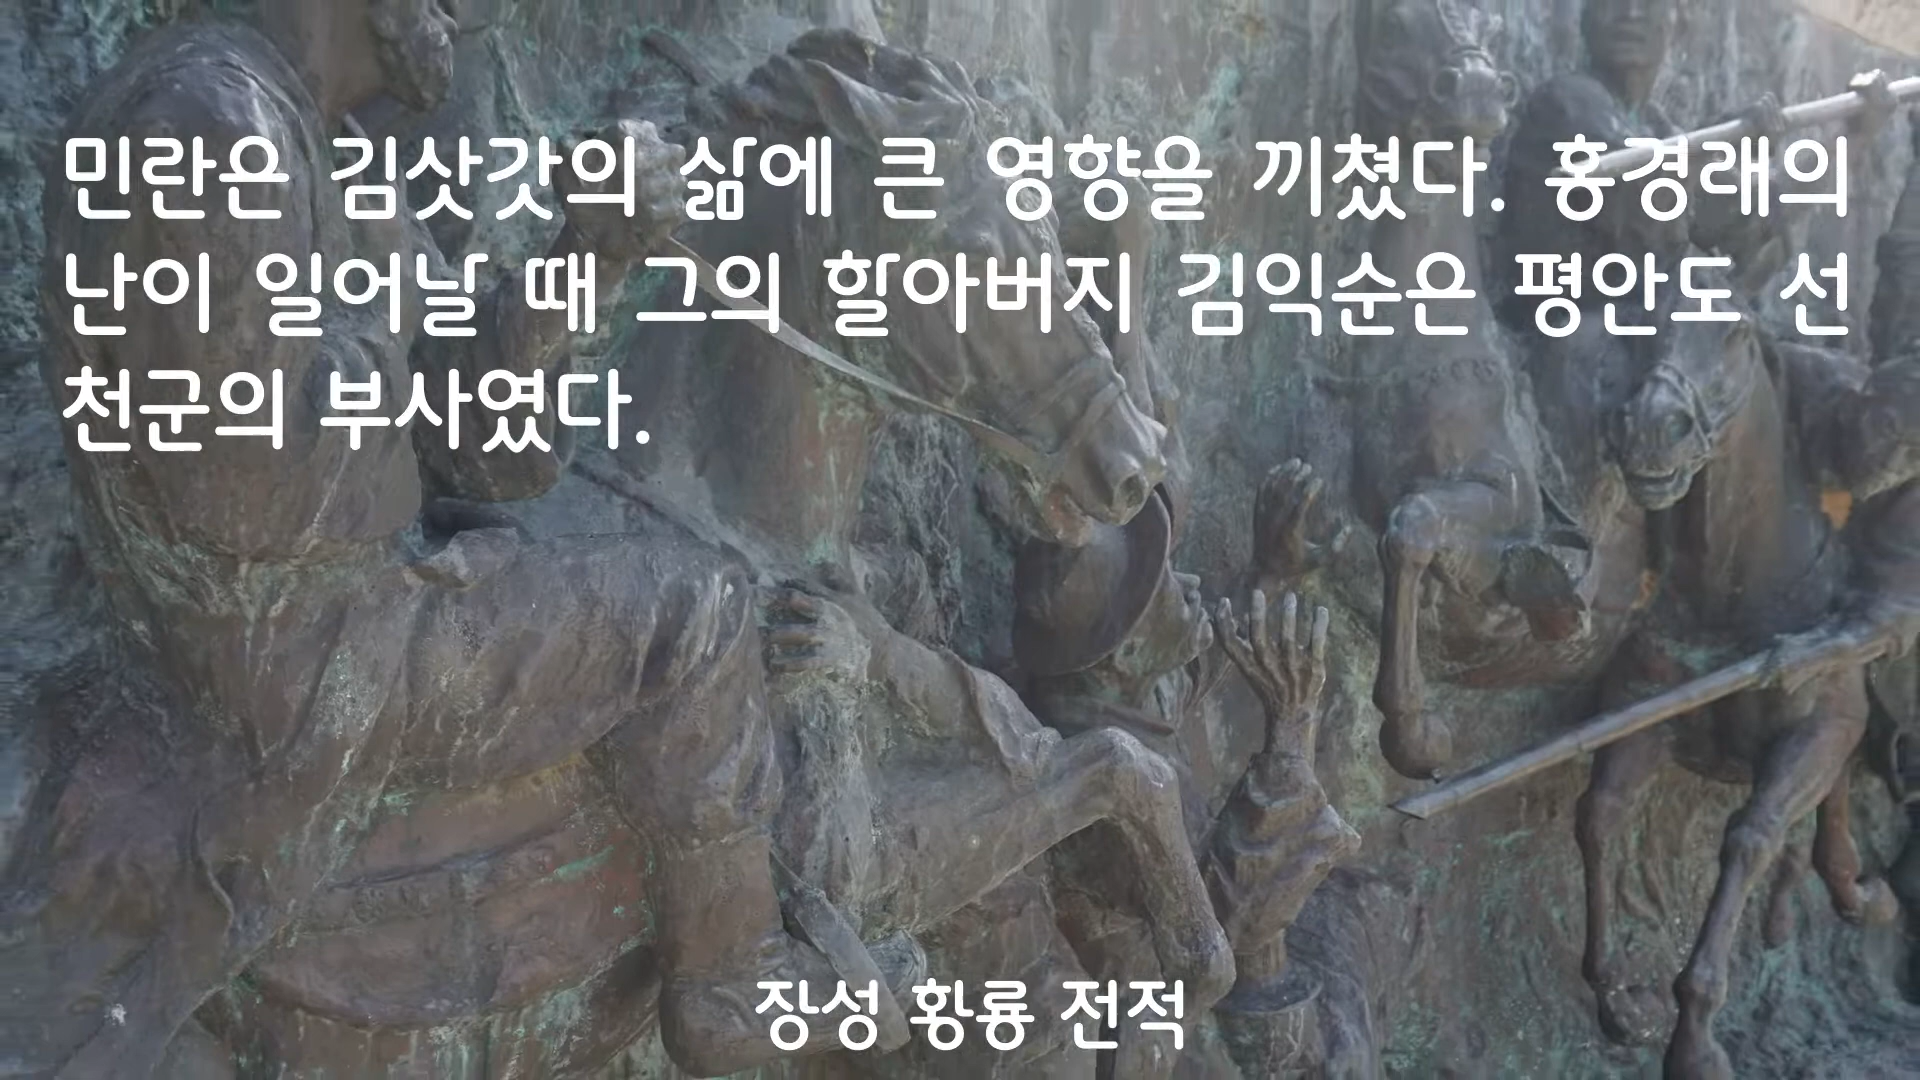 민란은 김삿갓의 삶에 큰 영향을 끼쳤다. 홍경래의
난이 일어날 때 그의 할아버지 김익순은 평안도 선
천군의 부사였다.
장성 황룡 전적